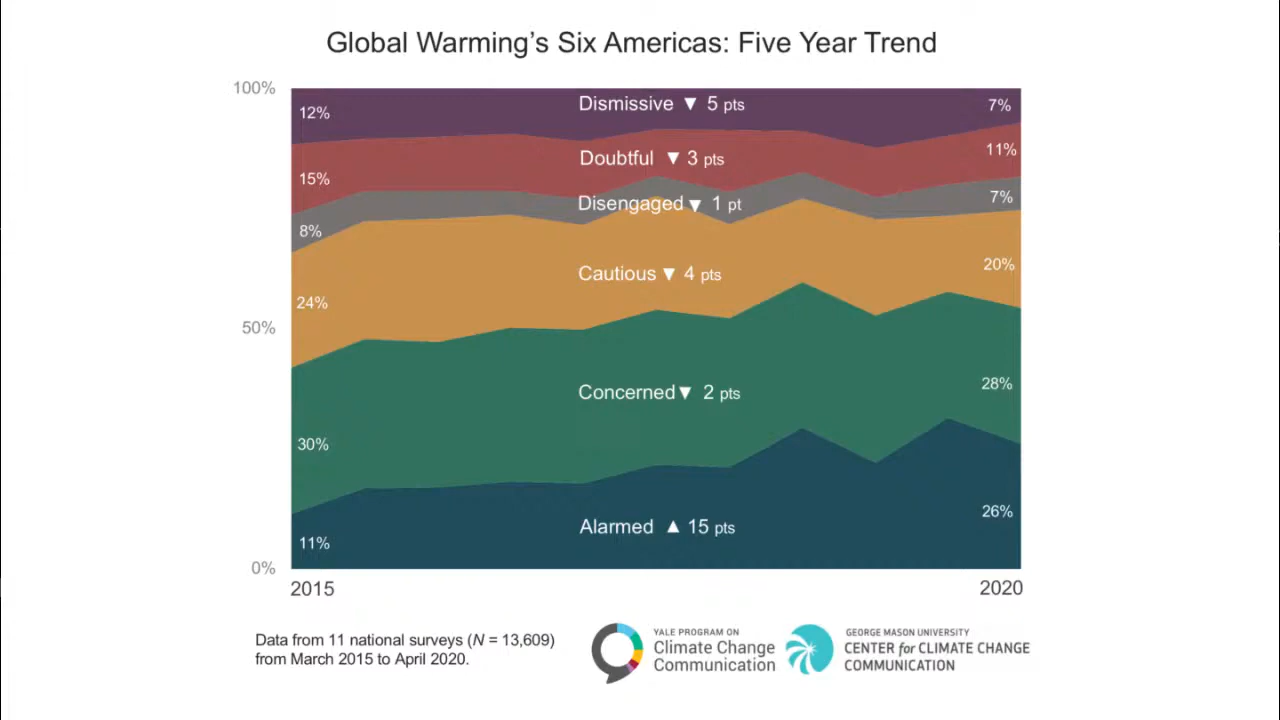 Global Warming's Six Americas: Five Year Trend
100%
12%
Dismissive ▼ 5 pts
7%
15%
Doubtful ▼ 3 pts
11%
8%
Disengaged ▼ 1 pt
7%
24%
Cautious ▼ 4 pts
20%
50%
30%
Concerned ▼ 2 pts
28%
11%
Alarmed ▲ 15 pts
26%
0%
2015
2020
Data from 11 national surveys (N = 13,609)
from March 2015 to April 2020.
YALE PROGRAM ON
Climate Change
Communication
GEORGE MASON UNIVERSITY
CENTER for CLIMATE CHANGE
COMMUNICATION